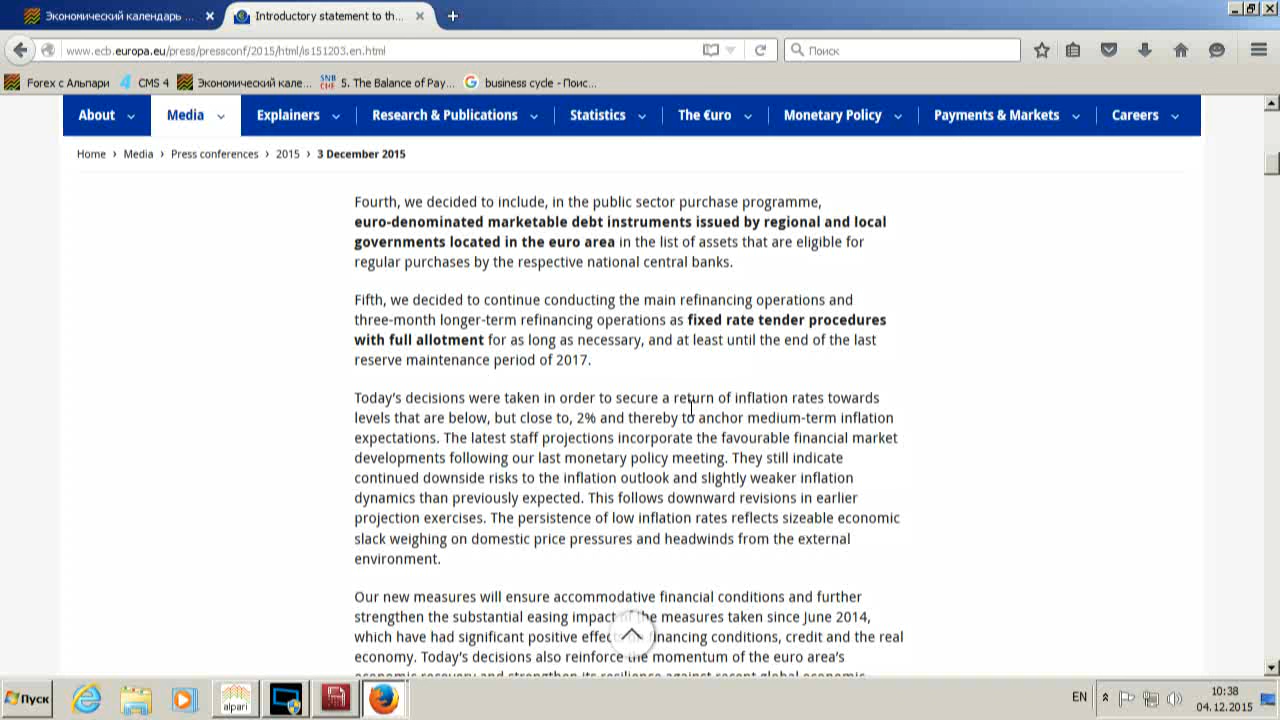 Экономический календарь ...
Introductory statement to th...
www.ecb.europa.eu/press/pressconf/2015/html/is151203.en.html
Поиск
Forex с Альпари
CMS 4
Экономический кале...
SNB
5. The Balance of Pay...
business cycle - Поис...
About
Media
Explainers
Research & Publications
Statistics
The €uro
Monetary Policy
Payments & Markets
Careers
Home › Media › Press conferences › 2015 › 3 December 2015
Fourth, we decided to include, in the public sector purchase programme,
euro-denominated marketable debt instruments issued by regional and local
governments located in the euro area in the list of assets that are eligible for
regular purchases by the respective national central banks.
Fifth, we decided to continue conducting the main refinancing operations and
three-month longer-term refinancing operations as fixed rate tender procedures
with full allotment for as long as necessary, and at least until the end of the last
reserve maintenance period of 2017.
Today's decisions were taken in order to secure a return of inflation rates towards
levels that are below, but close to, 2% and thereby to anchor medium-term inflation
expectations. The latest staff projections incorporate the favourable financial market
developments following our last monetary policy meeting. They still indicate
continued downside risks to the inflation outlook and slightly weaker inflation
dynamics than previously expected. This follows downward revisions in earlier
projection exercises. The persistence of low inflation rates reflects sizeable economic
slack weighing on domestic price pressures and headwinds from the external
environment.
Our new measures will ensure accommodative financial conditions and further
strengthen the substantial easing impact of the measures taken since June 2014,
which have had significant positive effects financing conditions, credit and the real
economy. Today's decisions also reinforce the momentum of the euro area's
economic recovery and strengthen its resilience against recent global economic
Пуск
alpari
EN
10:38
04.12.2015